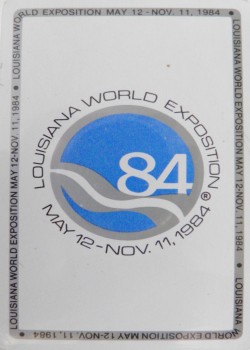 LOUISIANA WORLD EXPOSITION MAY 12-NOV. 11, 1984
LOUISIANA WORLD EXPOSITION MAY 12-NOV. 11, 1984 • LOUISIANA
LOUISIANA WORLD EXPOSITION
84
MAY 12-NOV. 11, 1984®
LOUISIANA WORLD EXPOSITION MAY 12-NOV. 11, 1984 •
NOV. 11, 1984 • LOUISIANA WORLD EXPOSITION MAY 12-NOV.